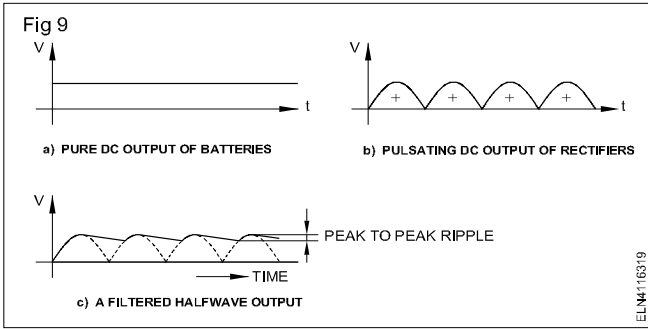 Fig 9
V
t
a) PURE DC OUTPUT OF BATTERIES
V
+ + + +
t
b) PULSATING DC OUTPUT OF RECTIFIERS
V
PEAK TO PEAK RIPPLE
TIME
c) A FILTERED HALFWAVE OUTPUT
ELN4116319